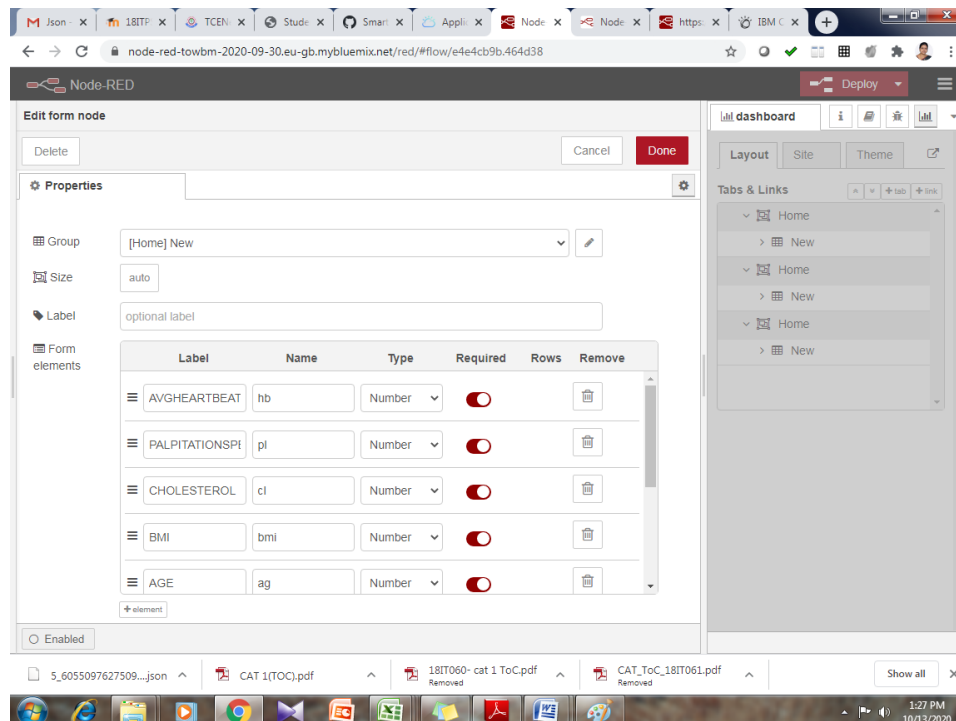 Json - X
18ITP X
TCEN X
Stude X
Smart X
Applic X
Node X
Node X
https: X
IBM C X
node-red-towbm-2020-09-30.eu-gb.mybluemix.net/red/#flow/e4e4cb9b.464d38
Node-RED
Deploy
Edit form node
Delete
Cancel
Done
Properties
Group
[Home] New
Size
auto
Label
optional label
Form elements
Label Name Type Required Rows Remove
AVGHEARTBEAT hb Number
PALPITATIONSPE pl Number
CHOLESTEROL cl Number
BMI bmi Number
AGE ag Number
+ element
Enabled
dashboard
i
Layout Site Theme
Tabs & Links
+ tab + link
Home
New
Home
New
Home
New
5_6055097627509....json
CAT 1(TOC).pdf
18IT060- cat 1 ToC.pdf
Removed
CAT_ToC_18IT061.pdf
Removed
Show all
1:27 PM
10/13/2020